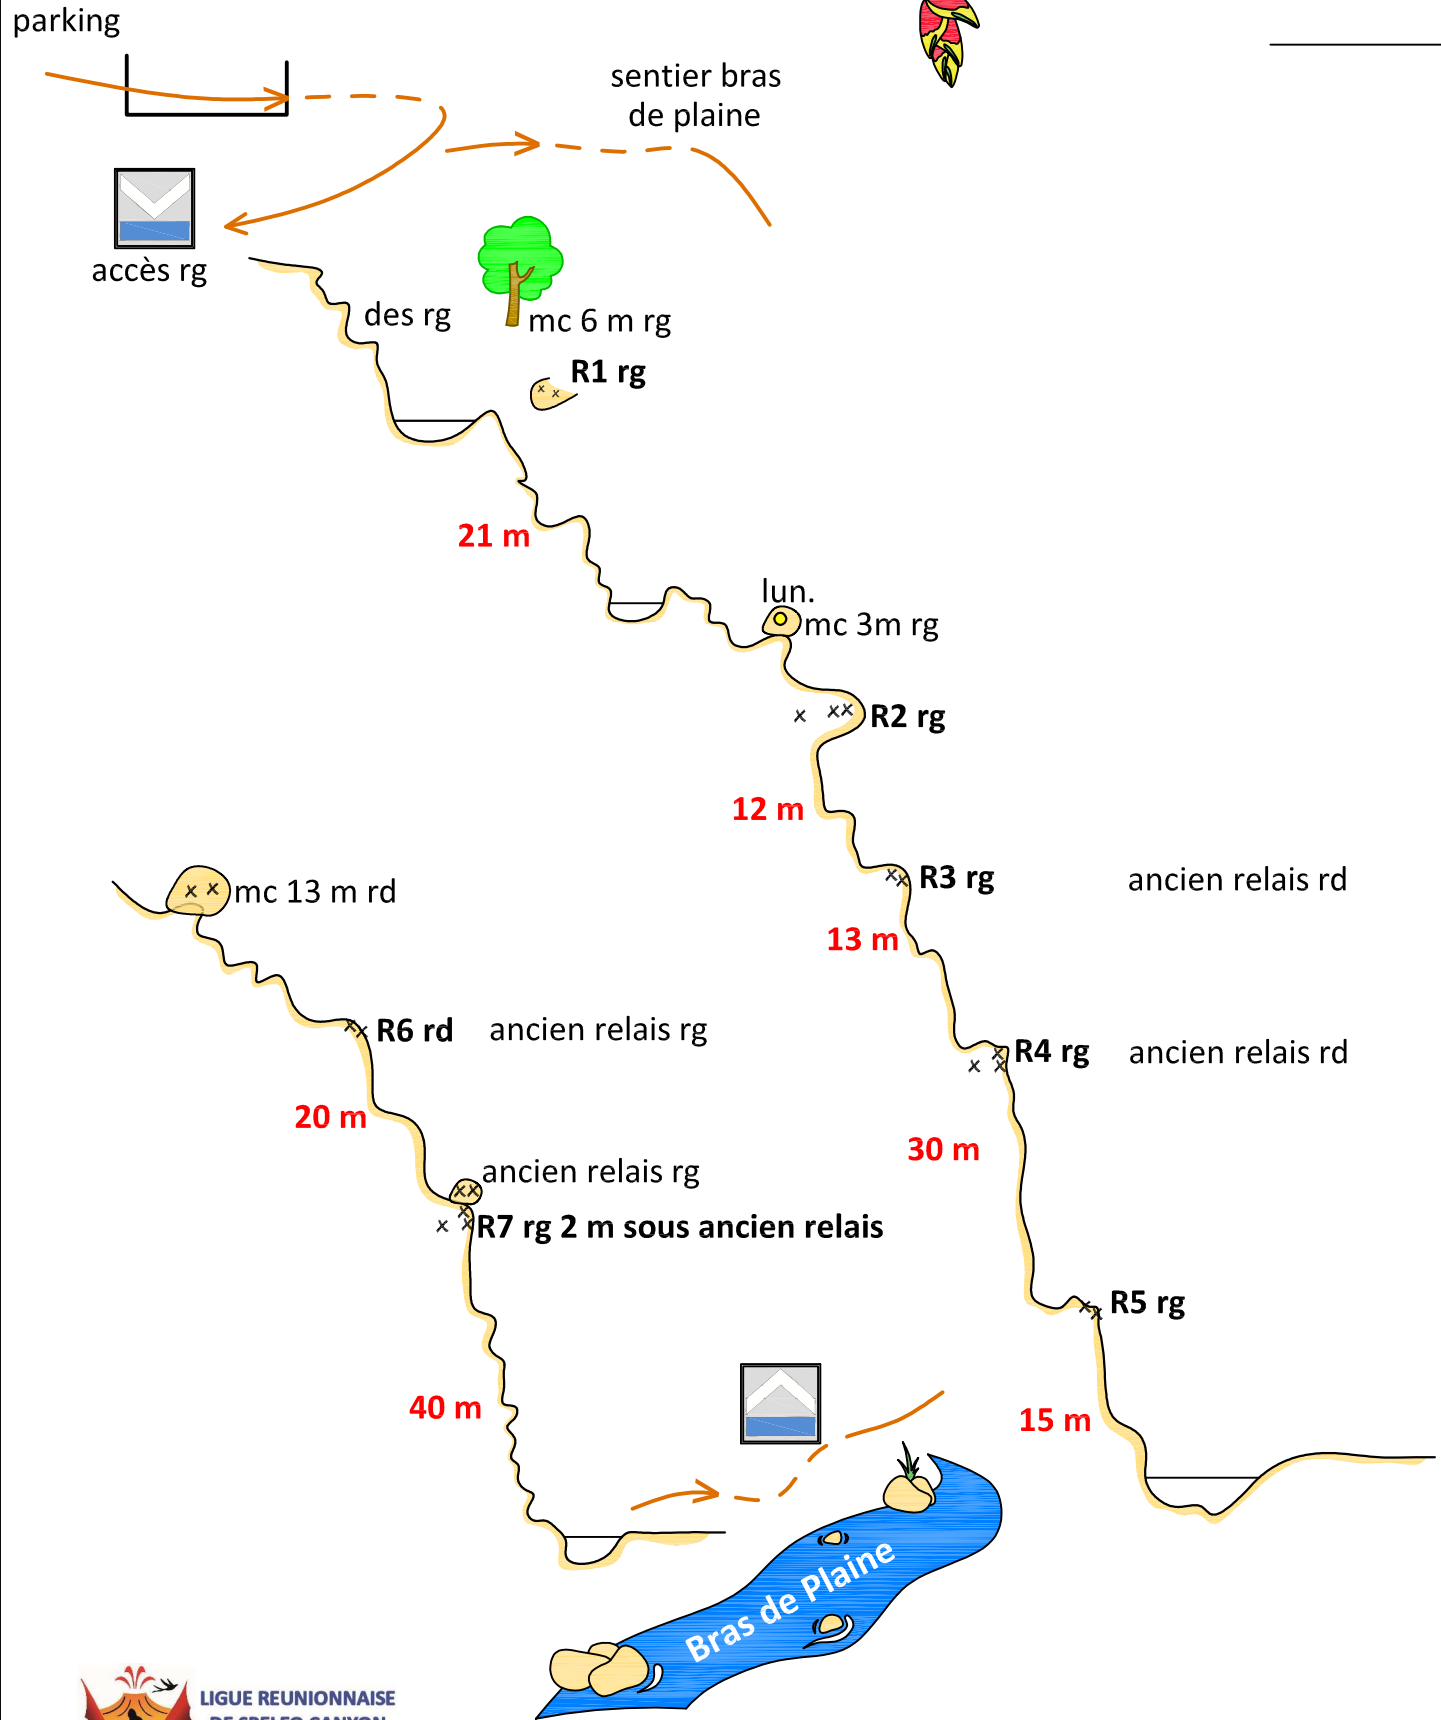 parking
sentier bras
de plaine
accès rg
des rg
mc 6 m rg
R1 rg
21 m
lun.
mc 3m rg
R2 rg
12 m
R3 rg
ancien relais rd
13 m
R4 rg
ancien relais rd
30 m
R5 rg
15 m
mc 13 m rd
R6 rd
ancien relais rg
20 m
ancien relais rg
R7 rg 2 m sous ancien relais
40 m
Bras de Plaine
LIGUE REUNIONNAISE
DE SPELEO CANYON